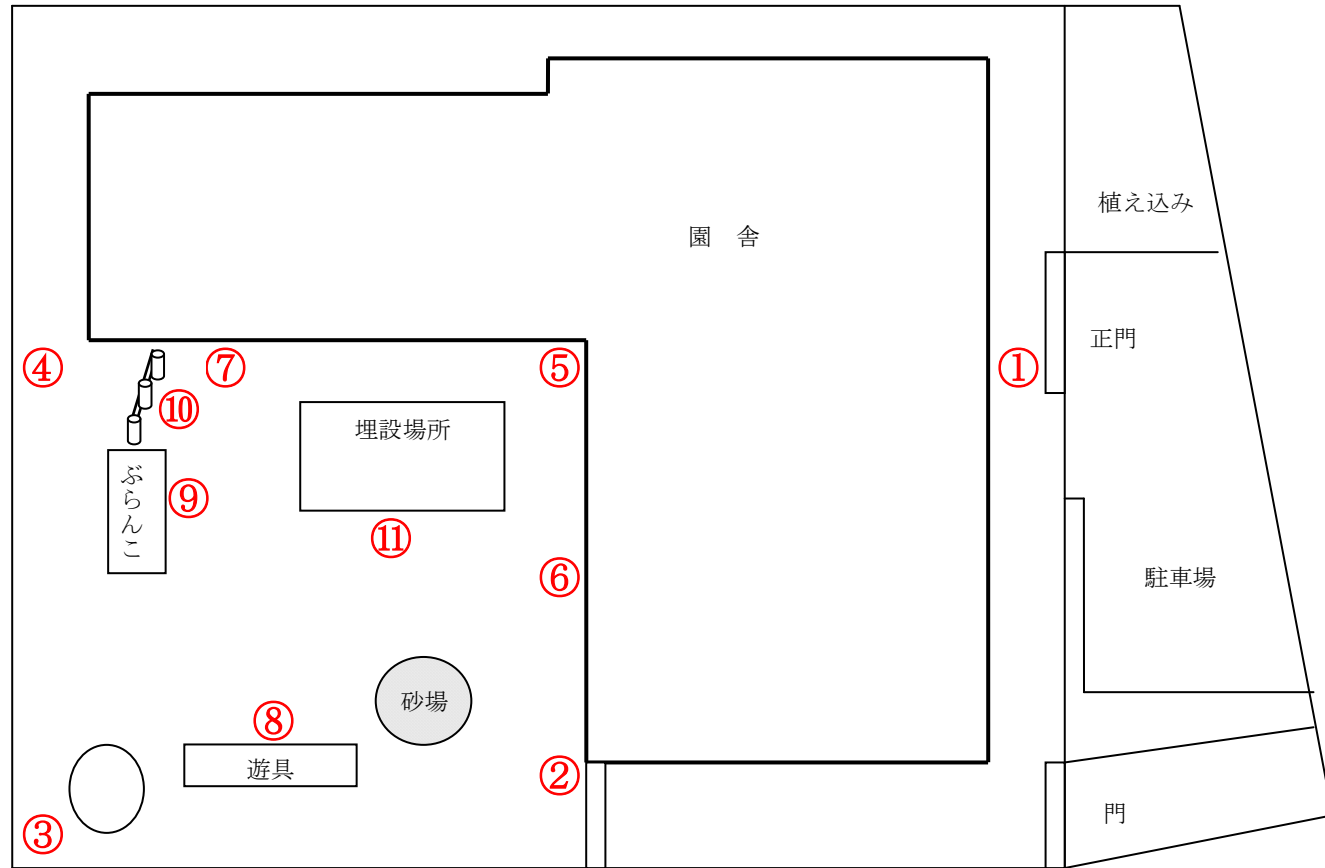 植え込み
園　舎
正門
①
④
⑦
⑤
⑩
埋設場所
ぶらんこ
⑨
⑪
⑥
駐車場
砂場
⑧
遊具
②
門
③